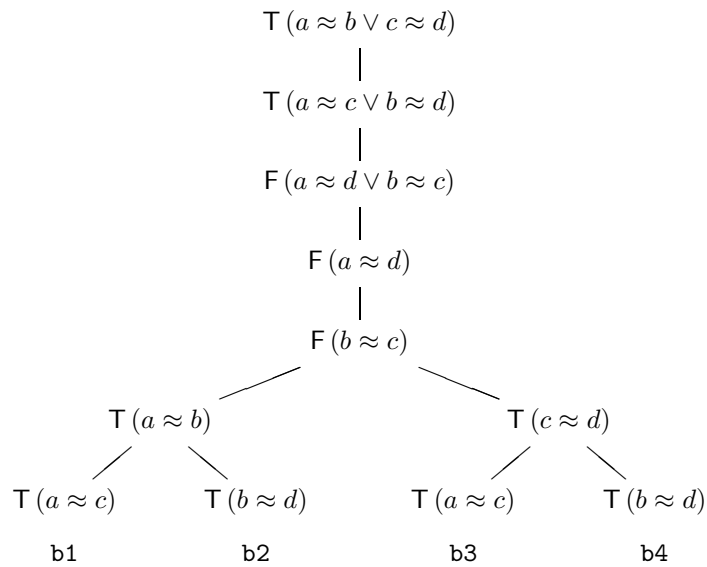 T (a ≈ b ∨ c ≈ d)
T (a ≈ c ∨ b ≈ d)
F (a ≈ d ∨ b ≈ c)
F (a ≈ d)
F (b ≈ c)
T (a ≈ b) T (c ≈ d)
T (a ≈ c) T (b ≈ d) T (a ≈ c) T (b ≈ d)
b1 b2 b3 b4